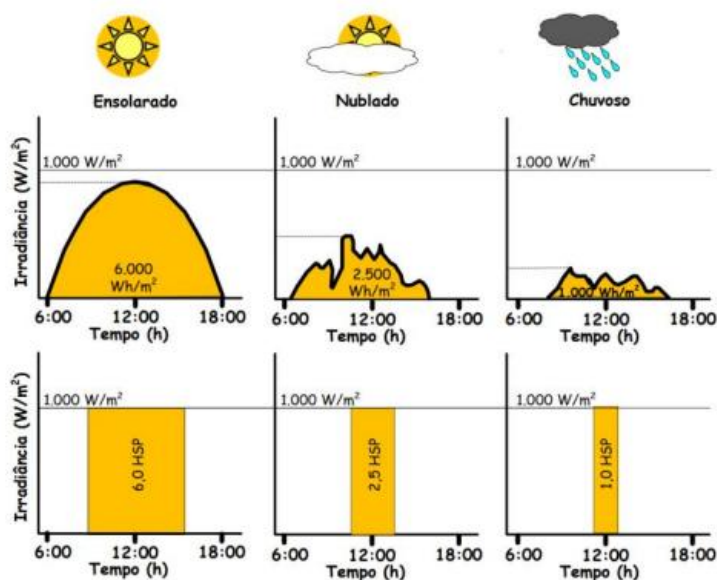 Ensolarado
Nublado
Chuvoso
Irradiância (W/m²)
1.000 W/m²
6.000
Wh/m²
6:00
12:00
18:00
Tempo (h)
1.000 W/m²
2.500
Wh/m²
6:00
12:00
18:00
Tempo (h)
1.000 W/m²
1.000 Wh/m²
6:00
12:00
18:00
Tempo (h)
Irradiância (W/m²)
1.000 W/m²
6,0 HSP
6:00
12:00
18:00
Tempo (h)
1.000 W/m²
2,5 HSP
6:00
12:00
18:00
Tempo (h)
1.000 W/m²
1,0 HSP
6:00
12:00
18:00
Tempo (h)